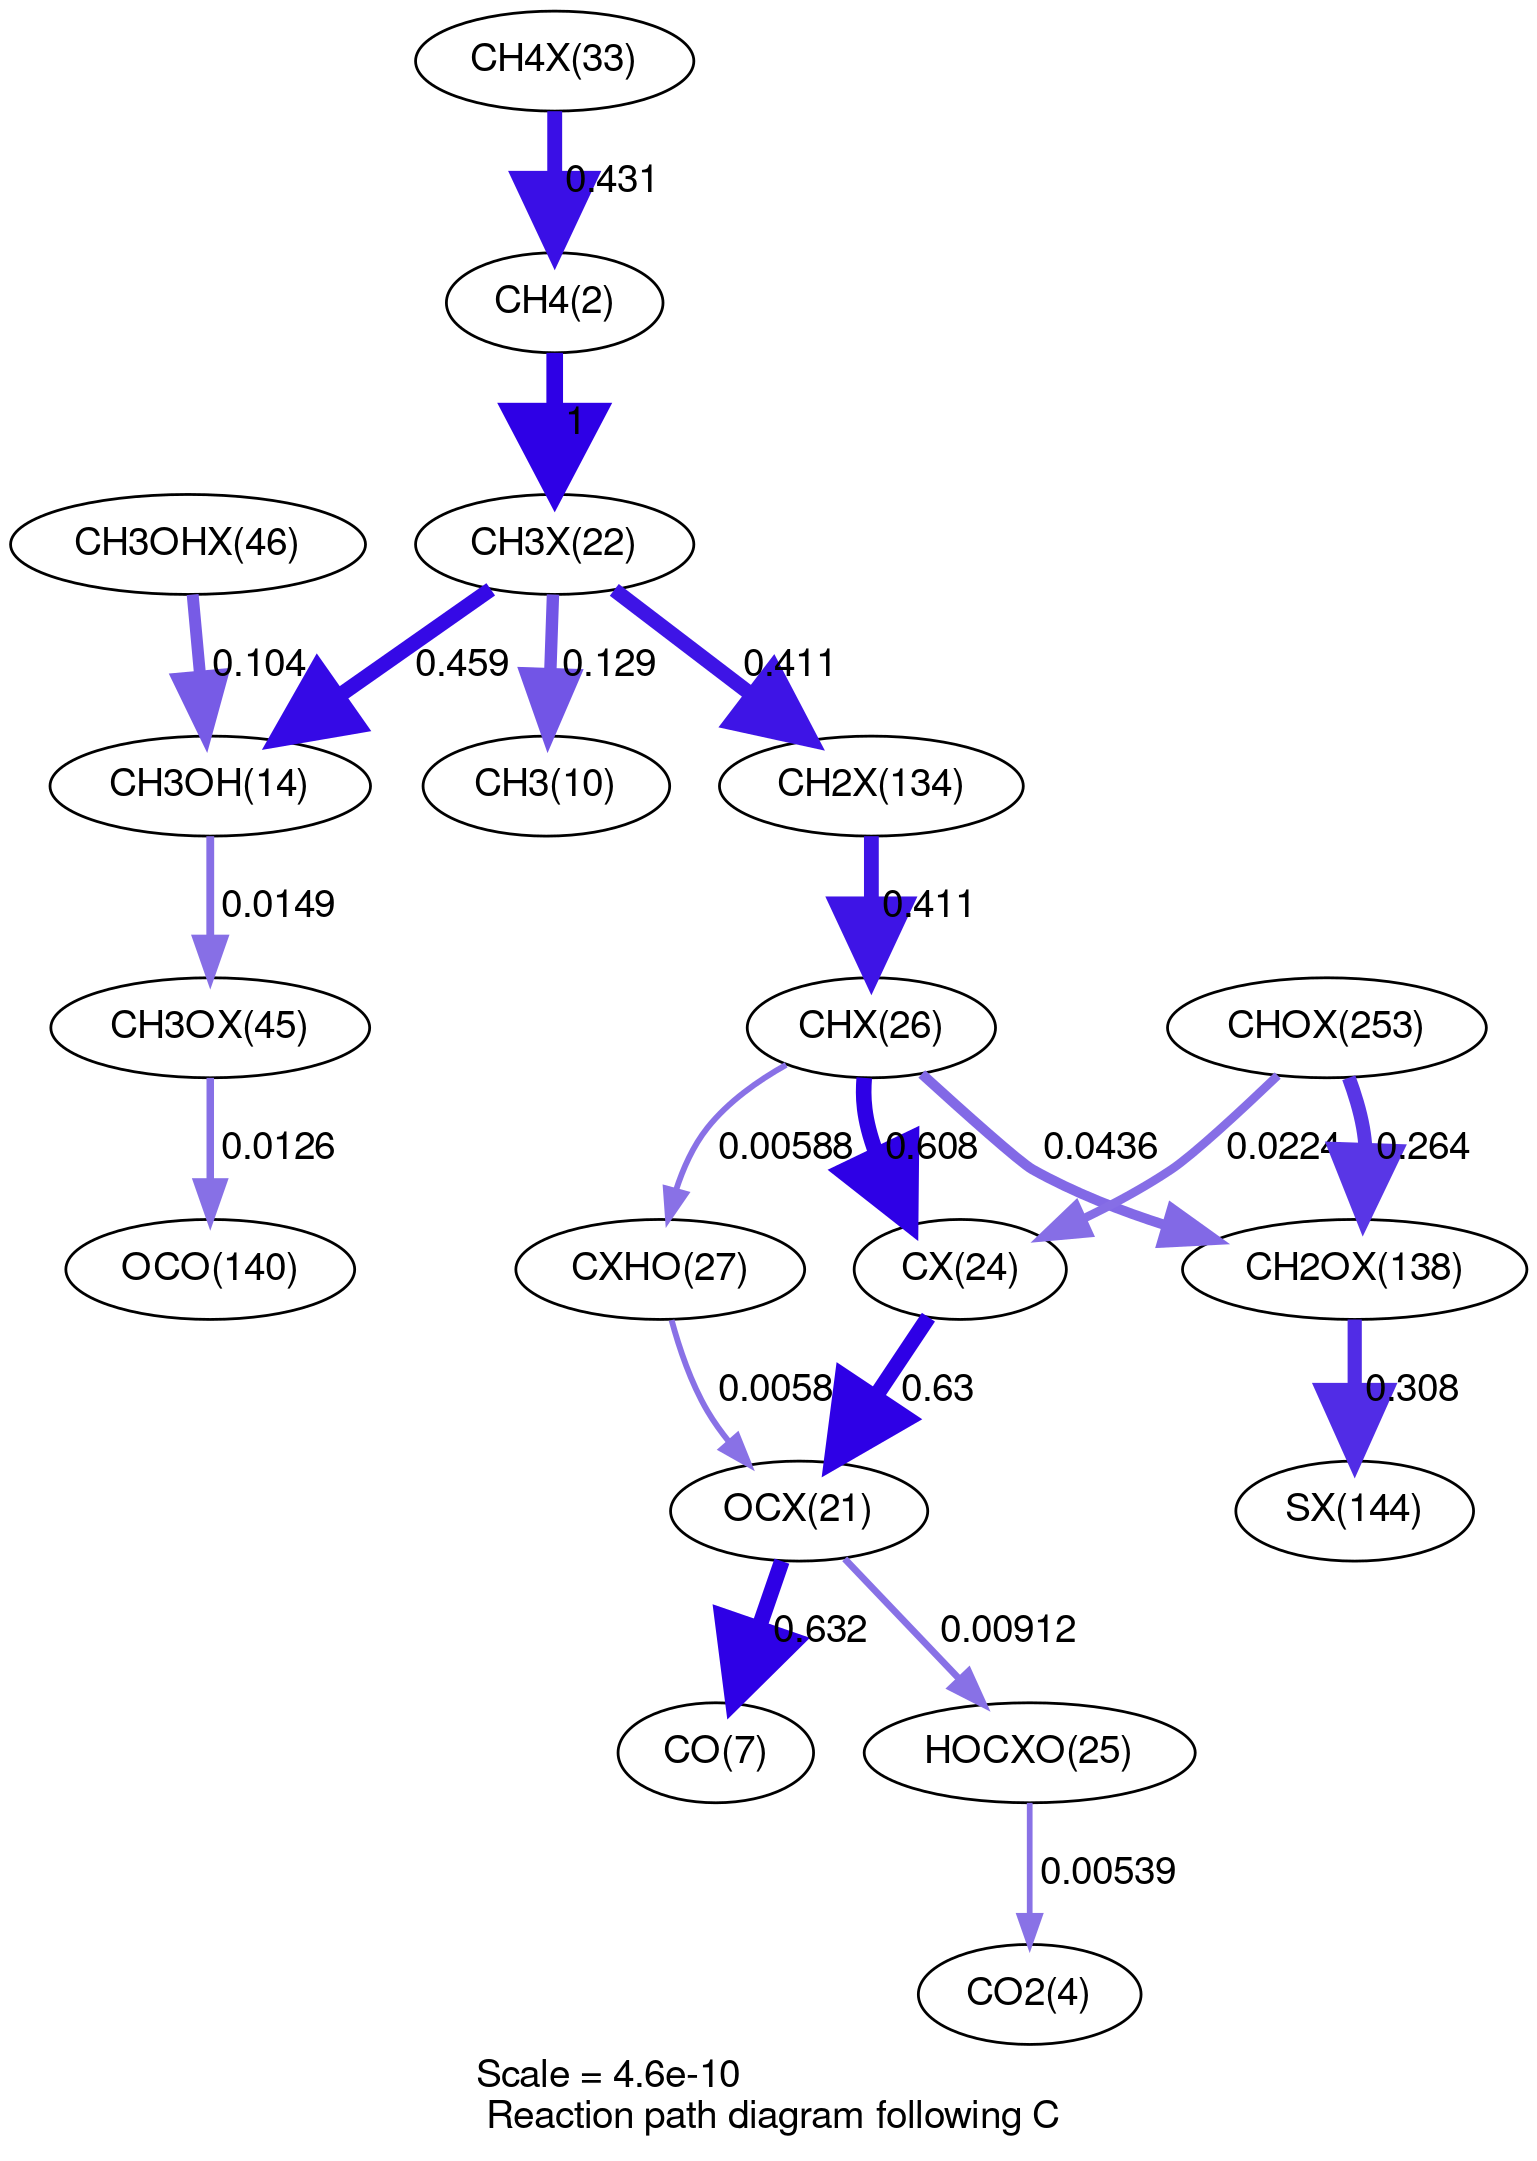 CH4X(33)
0.431
CH4(2)
1
CH3OHX(46)
CH3X(22)
0.104
0.459
0.129
0.411
CH3OH(14)
CH3(10)
CH2X(134)
0.0149
0.411
CH3OX(45)
CHX(26)
CHOX(253)
0.0126
0.00588
0.608
0.0436
0.0224
0.264
OCO(140)
CXHO(27)
CX(24)
CH2OX(138)
0.0058
0.63
0.308
OCX(21)
SX(144)
0.632
0.00912
CO(7)
HOCXO(25)
0.00539
CO2(4)
Scale = 4.6e-10
Reaction path diagram following C